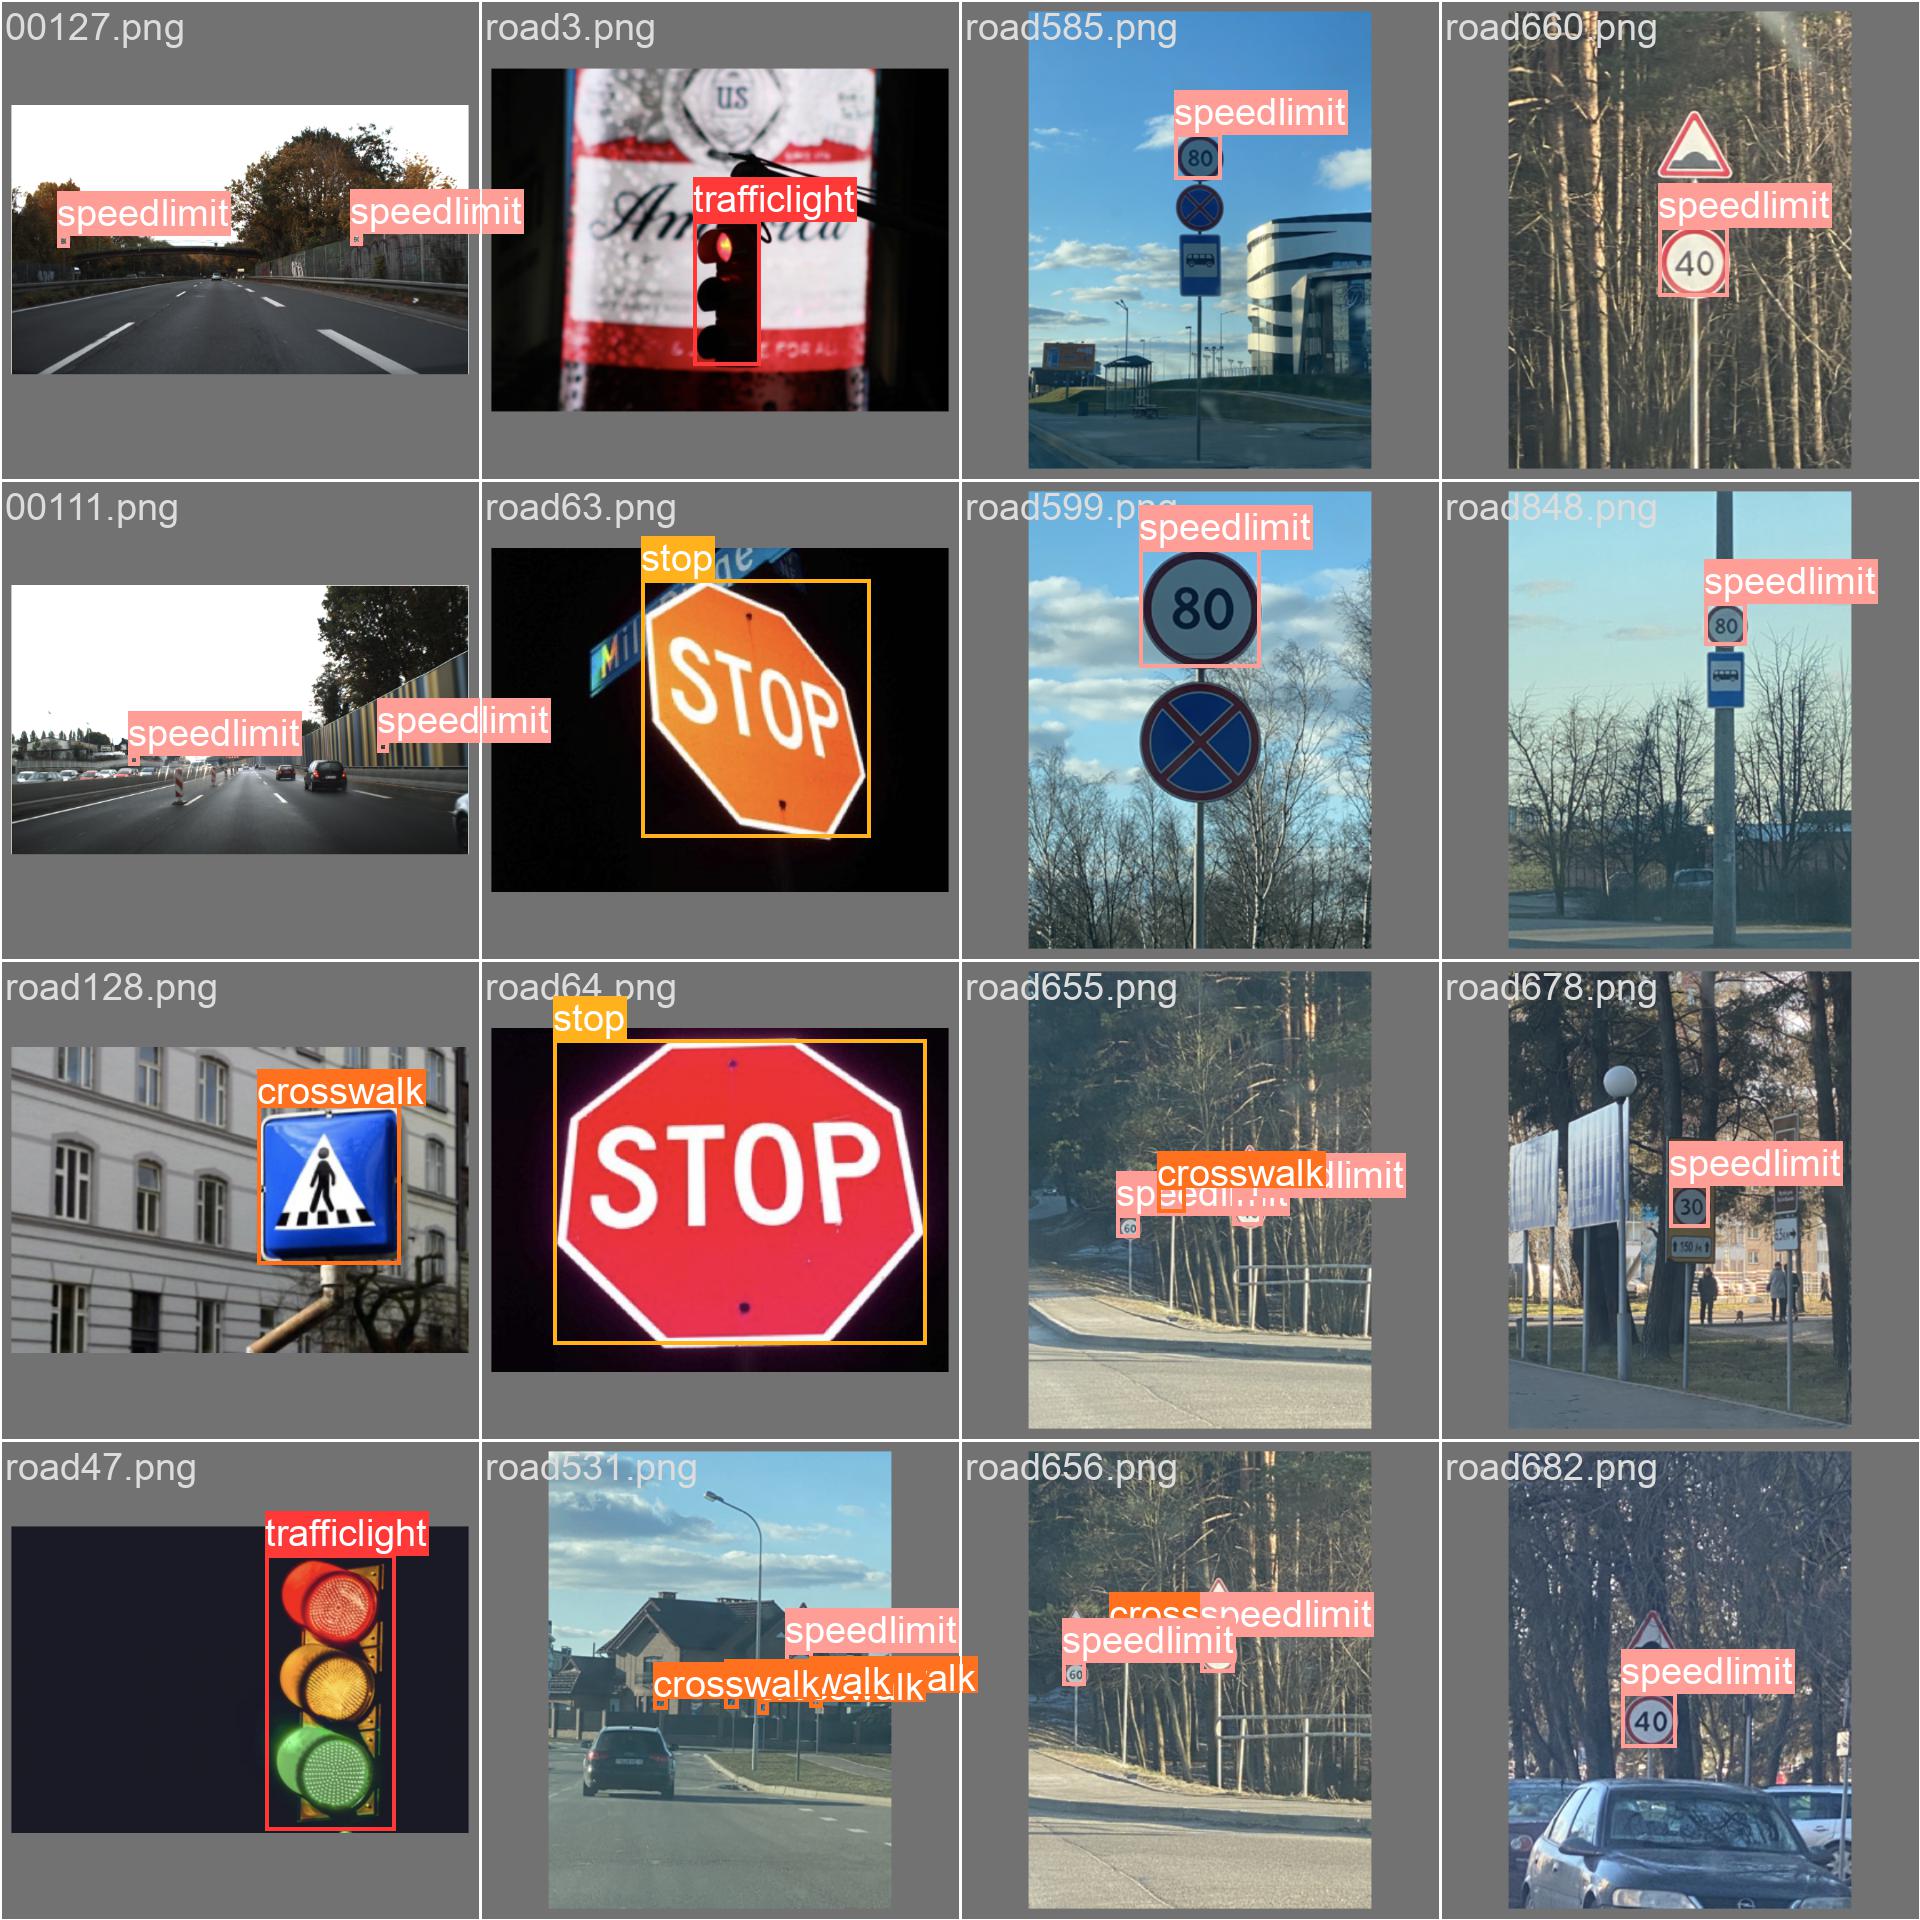 00127.png
speedlimit
speedlimit
road3.png
US
trafficlight
road585.png
speedlimit
80
road660.png
speedlimit
40
00111.png
speedlimit
speedlimit
road63.png
stop
Mil
STOP
road599.png
speedlimit
80
road848.png
speedlimit
80
road128.png
crosswalk
road64.png
stop
STOP
road655.png
crosswalk
60
road678.png
speedlimit
30
150 м
road47.png
trafficlight
road531.png
speedlimit
crosswalk
road656.png
speedlimit
speedlimit
60
road682.png
speedlimit
40